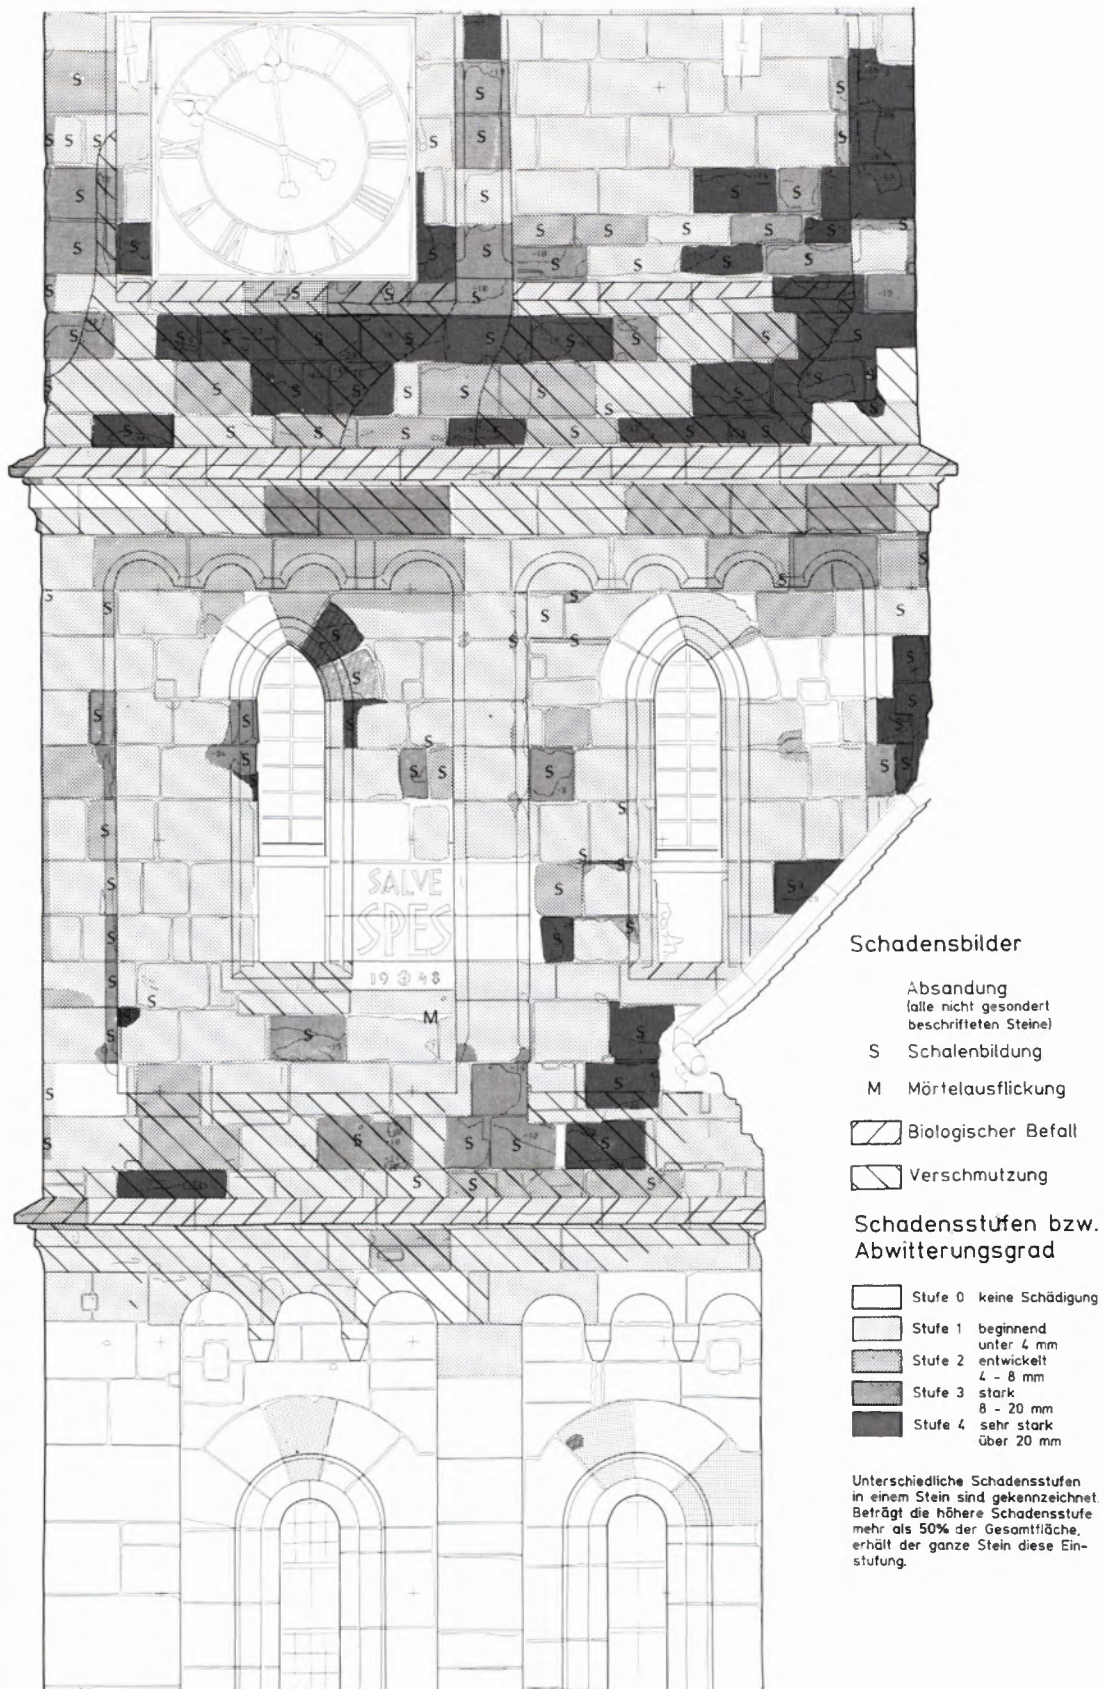 SALVE
SPES
19 48
M
Schadensbilder
Absandung
(alle nicht gesondert
beschrifteten Steine)
S Schalenbildung
M Mörtelausflickung
Biologischer Befall
Verschmutzung
Schadensstufen bzw.
Abwitterungsgrad
Stufe 0 keine Schädigung
Stufe 1 beginnend
unter 4 mm
Stufe 2 entwickelt
4 - 8 mm
Stufe 3 stark
8 - 20 mm
Stufe 4 sehr stark
über 20 mm
Unterschiedliche Schadensstufen
in einem Stein sind gekennzeichnet.
Beträgt die höhere Schadensstufe
mehr als 50% der Gesamtfläche,
erhält der ganze Stein diese Ein-
stufung.